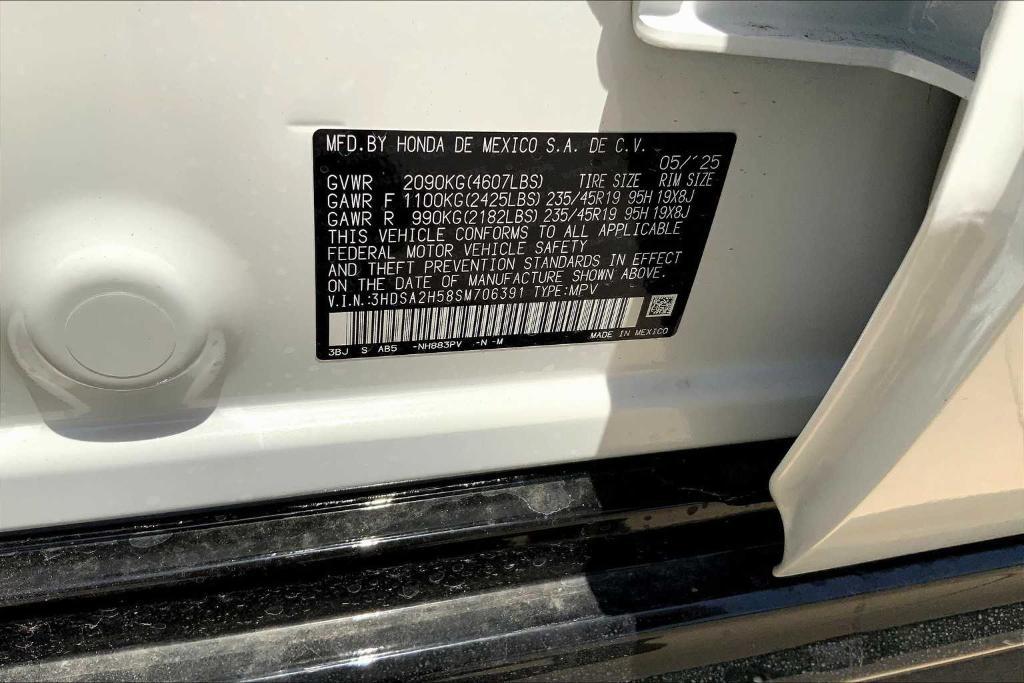 MFD.BY HONDA DE MEXICO S.A. DE C.V.
05/'25
GVWR 2090KG(4607LBS) TIRE SIZE RIM SIZE
GAWR F 1100KG(2425LBS) 235/45R19 95H 19X8J
GAWR R 990KG(2182LBS) 235/45R19 95H 19X8J
THIS VEHICLE CONFORMS TO ALL APPLICABLE
FEDERAL MOTOR VEHICLE SAFETY
AND THEFT PREVENTION STANDARDS IN EFFECT
ON THE DATE OF MANUFACTURE SHOWN ABOVE.
V.I.N.:3HDSA2H58SM706391 TYPE:MPV
MADE IN MEXICO
3BJ S AB5 -NH883PV -N -M